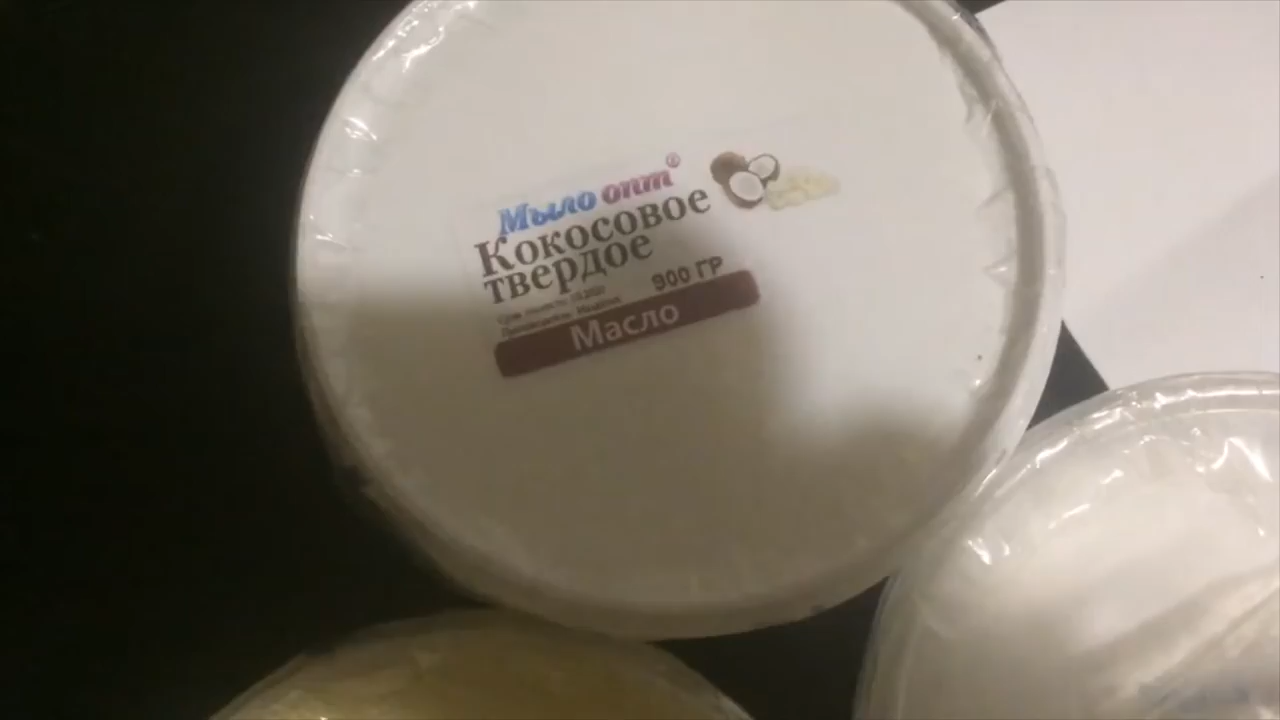 Мыло опт®
Кокосовое
твердое
900 ГР
Масло